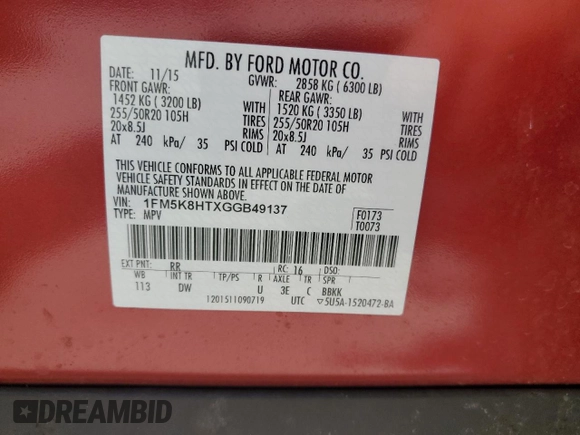 MFD. BY FORD MOTOR CO.
DATE: 11/15 GVWR: 2858 KG ( 6300 LB)
FRONT GAWR: REAR GAWR:
1452 KG ( 3200 LB) WITH 1520 KG ( 3350 LB) WITH
255/50R20 105H TIRES 255/50R20 105H TIRES
20x8.5J RIMS 20x8.5J RIMS
AT 240 kPa/ 35 PSI COLD AT 240 kPa/ 35 PSI COLD
THIS VEHICLE CONFORMS TO ALL APPLICABLE FEDERAL MOTOR
VEHICLE SAFETY STANDARDS IN EFFECT ON THE DATE OF
MANUFACTURE SHOWN ABOVE.
VIN: 1FM5K8HTXGGB49137 F0173
TYPE: MPV T0073
EXT PNT: RR RC: 16 DSO:
WB INT TR TP/PS R AXLE TR SPR
113 DW U 3E C BBKK
1201511090719 UTC ▽5U5A-1520472-BA
DREAMBID